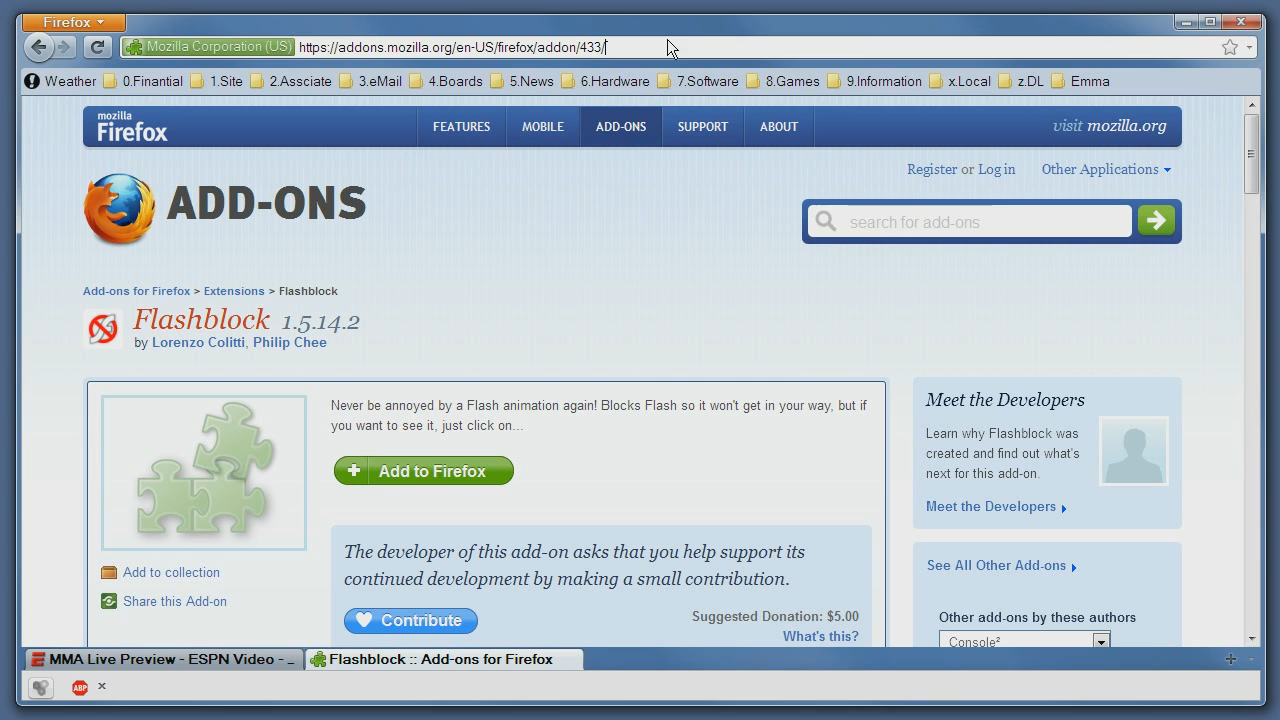 Firefox
Mozilla Corporation (US) https://addons.mozilla.org/en-US/firefox/addon/433/
Weather 0.Finantial 1.Site 2.Assciate 3.eMail 4.Boards 5.News 6.Hardware 7.Software 8.Games 9.Information x.Local z.DL Emma
mozilla
Firefox
FEATURES MOBILE ADD-ONS SUPPORT ABOUT visit mozilla.org
Register or Log in Other Applications
ADD-ONS
search for add-ons
Add-ons for Firefox > Extensions > Flashblock
Flashblock 1.5.14.2
by Lorenzo Colitti, Philip Chee
Never be annoyed by a Flash animation again! Blocks Flash so it won't get in your way, but if
you want to see it, just click on...
Add to Firefox
The developer of this add-on asks that you help support its
continued development by making a small contribution.
Contribute
Suggested Donation: $5.00
What's this?
Add to collection
Share this Add-on
Meet the Developers
Learn why Flashblock was
created and find out what's
next for this add-on.
Meet the Developers
See All Other Add-ons
Other add-ons by these authors
Console²
MMA Live Preview - ESPN Video - ... Flashblock :: Add-ons for Firefox
ABP